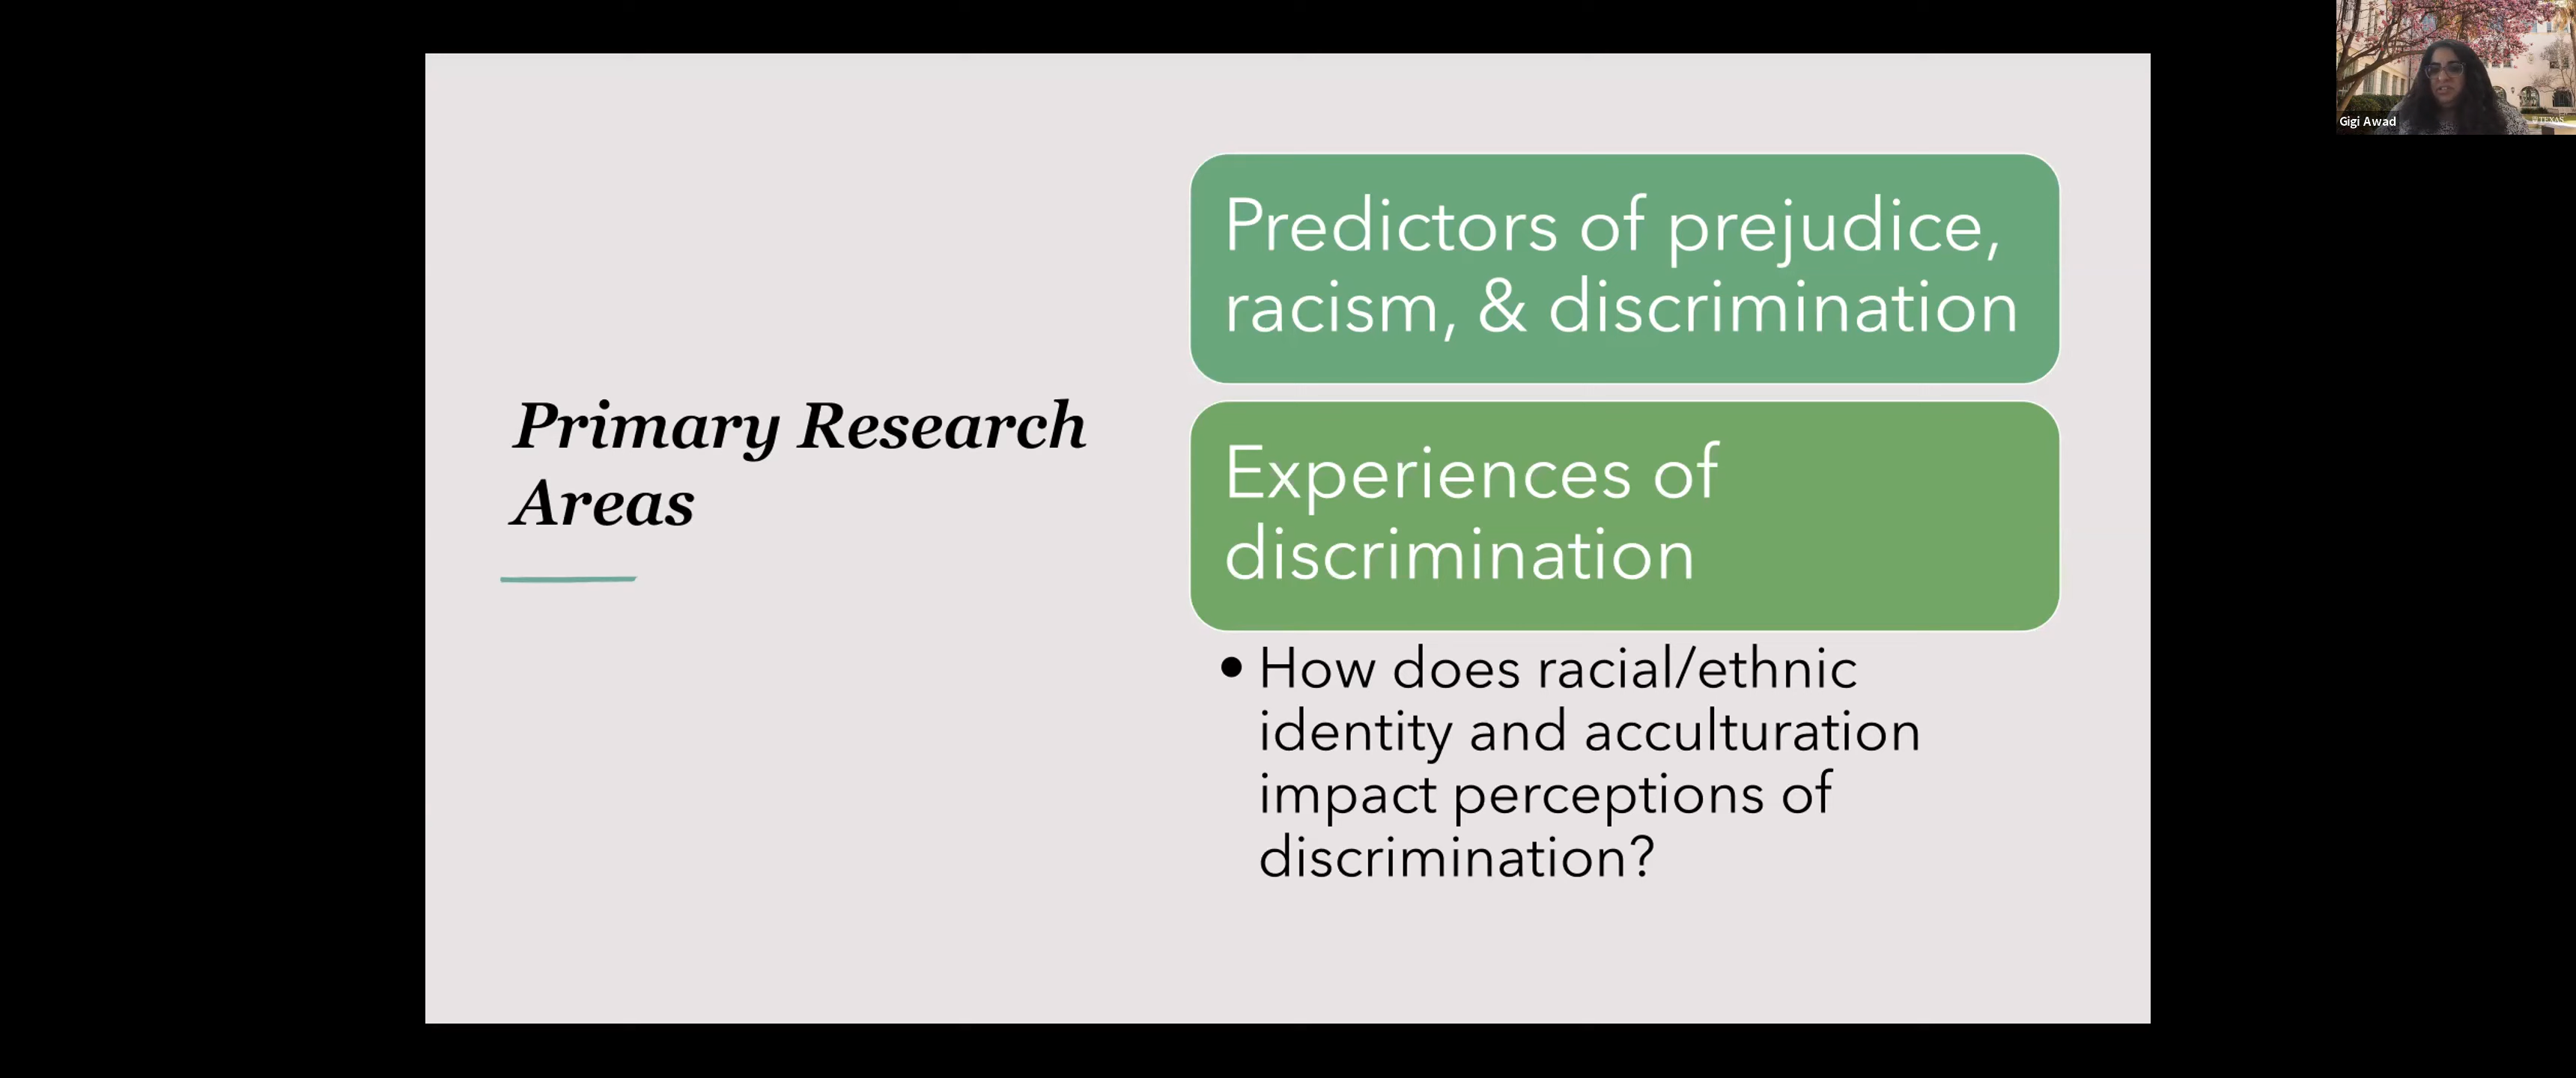 Primary Research
Areas
Predictors of prejudice,
racism, & discrimination
Experiences of
discrimination
• How does racial/ethnic
identity and acculturation
impact perceptions of
discrimination?
Gigi Awad
TEXAS